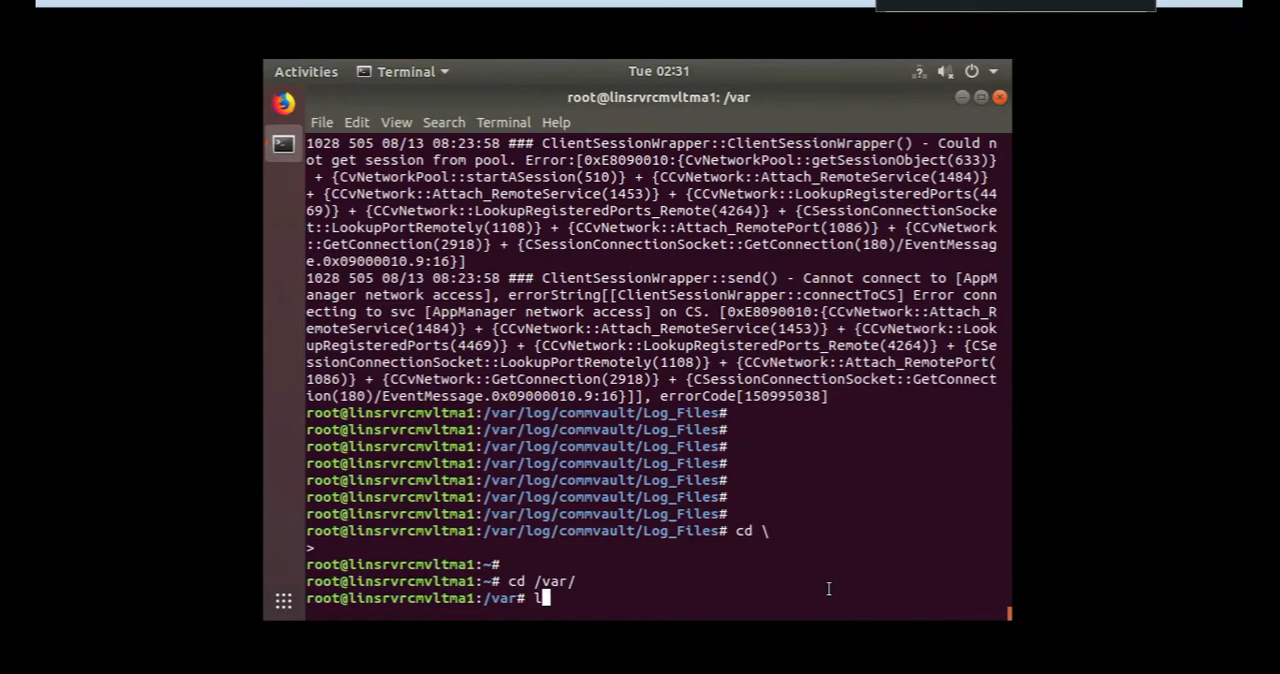 Activities Terminal Tue 02:31
root@linsrvrcmvltma1: /var
File Edit View Search Terminal Help
1028 505 08/13 08:23:58 ### ClientSessionWrapper::ClientSessionWrapper() - Could n
ot get session from pool. Error:[0xE8090010:{CvNetworkPool::getSessionObject(633)}
 + {CvNetworkPool::startASession(510)} + {CCvNetwork::Attach_RemoteService(1484)}
+ {CCvNetwork::Attach_RemoteService(1453)} + {CCvNetwork::LookupRegisteredPorts(44
69)} + {CCvNetwork::LookupRegisteredPorts_Remote(4264)} + {CSessionConnectionSocke
t::LookupPortRemotely(1108)} + {CCvNetwork::Attach_RemotePort(1086)} + {CCvNetwork
::GetConnection(2918)} + {CSessionConnectionSocket::GetConnection(180)/EventMessag
e.0x09000010.9:16}]
1028 505 08/13 08:23:58 ### ClientSessionWrapper::send() - Cannot connect to [AppM
anager network access], errorString[[ClientSessionWrapper::connectToCS] Error conn
ecting to svc [AppManager network access] on CS. [0xE8090010:{CCvNetwork::Attach_R
emoteService(1484)} + {CCvNetwork::Attach_RemoteService(1453)} + {CCvNetwork::Look
upRegisteredPorts(4469)} + {CCvNetwork::LookupRegisteredPorts_Remote(4264)} + {CSe
ssionConnectionSocket::LookupPortRemotely(1108)} + {CCvNetwork::Attach_RemotePort(
1086)} + {CCvNetwork::GetConnection(2918)} + {CSessionConnectionSocket::GetConnect
ion(180)/EventMessage.0x09000010.9:16}]], errorCode[150995038]
root@linsrvrcmvltma1:/var/log/commvault/Log_Files#
root@linsrvrcmvltma1:/var/log/commvault/Log_Files#
root@linsrvrcmvltma1:/var/log/commvault/Log_Files#
root@linsrvrcmvltma1:/var/log/commvault/Log_Files#
root@linsrvrcmvltma1:/var/log/commvault/Log_Files#
root@linsrvrcmvltma1:/var/log/commvault/Log_Files#
root@linsrvrcmvltma1:/var/log/commvault/Log_Files#
root@linsrvrcmvltma1:/var/log/commvault/Log_Files# cd \
>
root@linsrvrcmvltma1:~#
root@linsrvrcmvltma1:~# cd /var/
root@linsrvrcmvltma1:/var# l